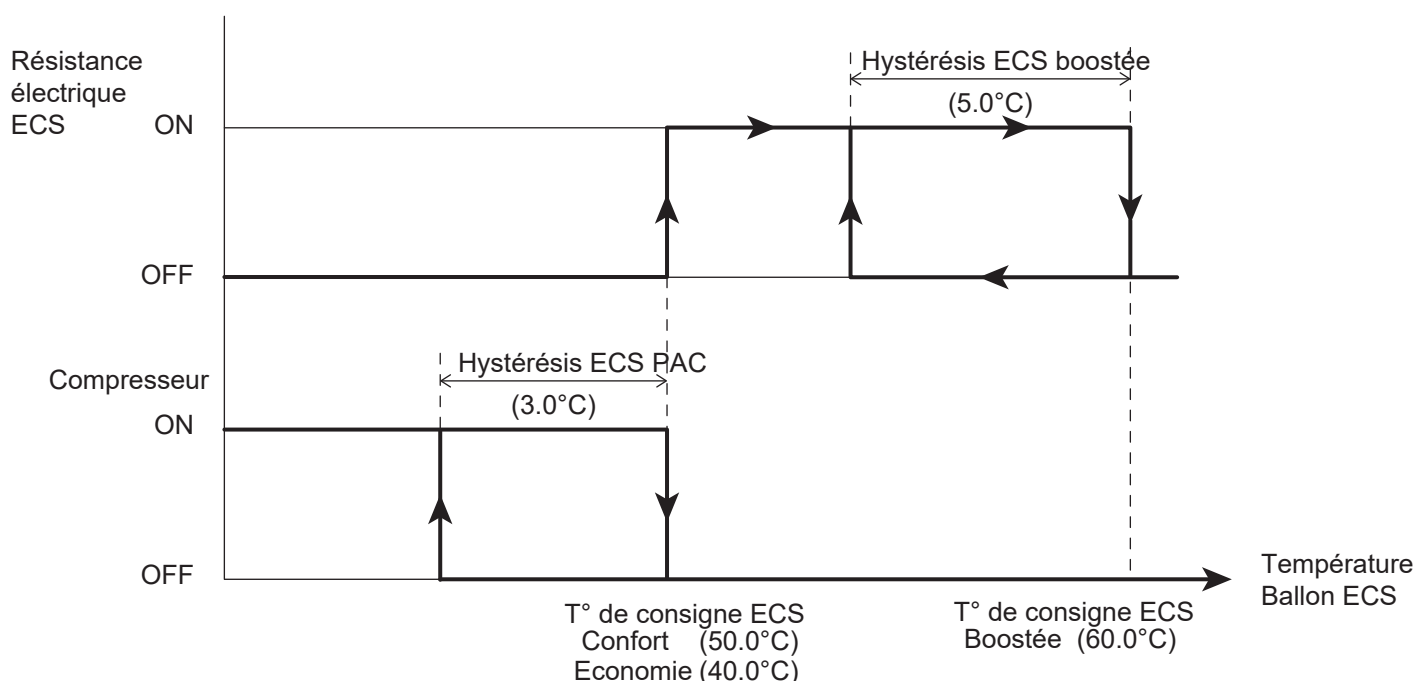 Résistance
électrique
ECS
ON
Hystérésis ECS boostée
(5.0°C)
OFF
Compresseur
Hystérésis ECS PAC
(3.0°C)
ON
OFF
Température
Ballon ECS
T° de consigne ECS
Confort (50.0°C)
Economie (40.0°C)
T° de consigne ECS
Boostée (60.0°C)